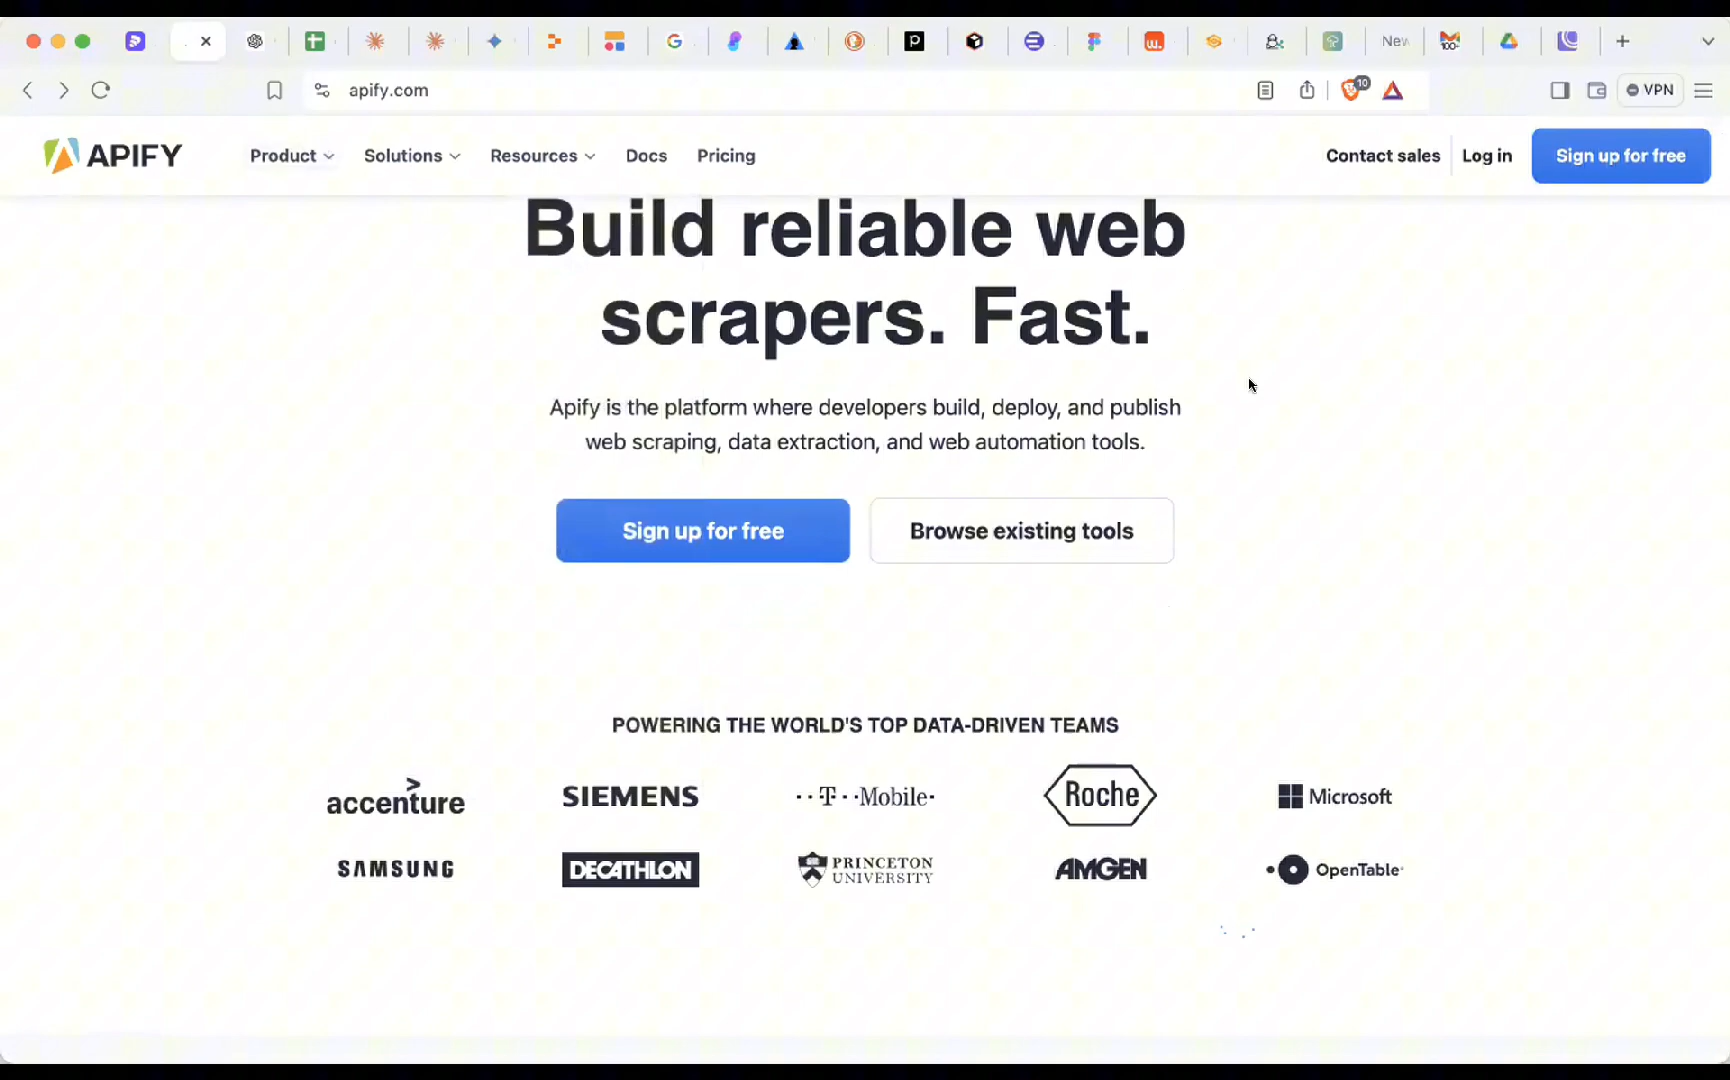 10
apify.com
VPN
New
100+
APIFY
Product
Solutions
Resources
Docs
Pricing
Contact sales
Log in
Sign up for free
Build reliable web
scrapers. Fast.
Apify is the platform where developers build, deploy, and publish
web scraping, data extraction, and web automation tools.
Sign up for free
Browse existing tools
POWERING THE WORLD'S TOP DATA-DRIVEN TEAMS
accenture
SIEMENS
T Mobile
Roche
Microsoft
SAMSUNG
DECATHLON
PRINCETON
UNIVERSITY
AMGEN
OpenTable